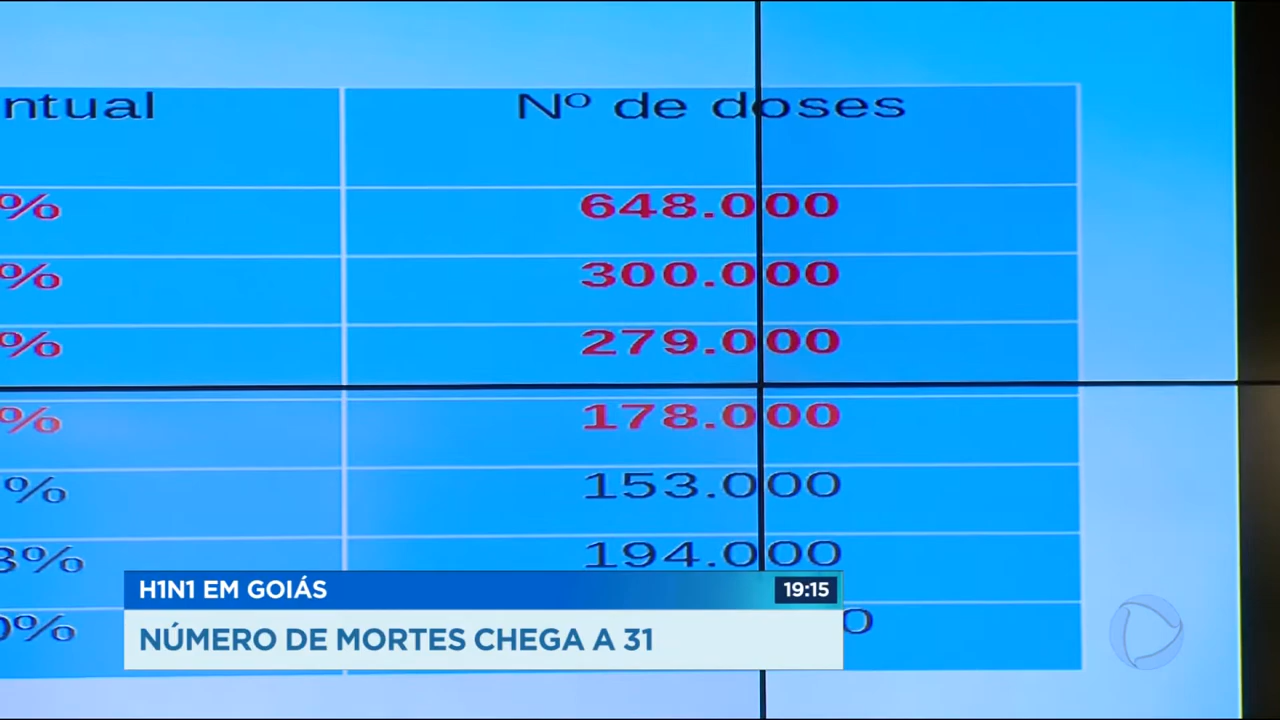 ntual Nº de doses
% 648.000
% 300.000
% 279.000
% 178.000
% 153.000
3% 194.000
0% 0
H1N1 EM GOIÁS 19:15
NÚMERO DE MORTES CHEGA A 31